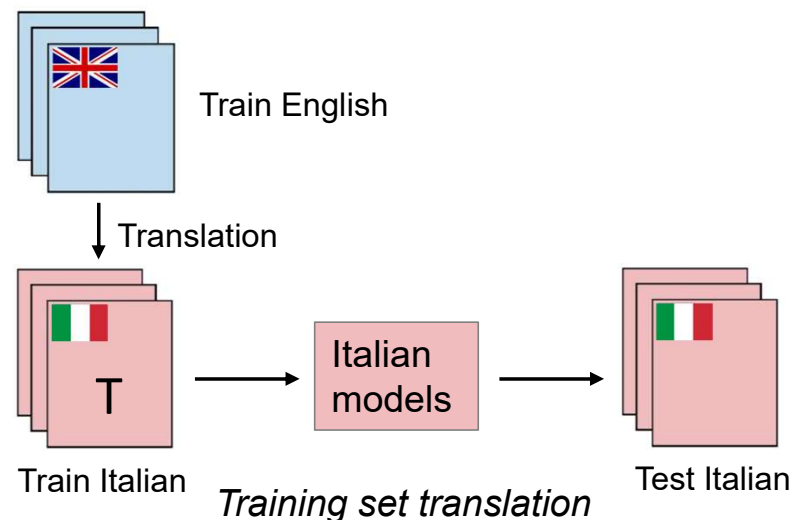 Train English
Translation
T
Italian
models
Train Italian
Test Italian
Training set translation